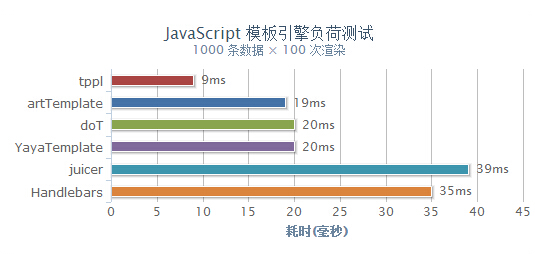 JavaScript 模板引擎负荷测试
1000 条数据 × 100 次渲染
tppl 9ms
artTemplate 19ms
doT 20ms
YayaTemplate 20ms
juicer 39ms
Handlebars 35ms
0 5 10 15 20 25 30 35 40 45
耗时(毫秒)